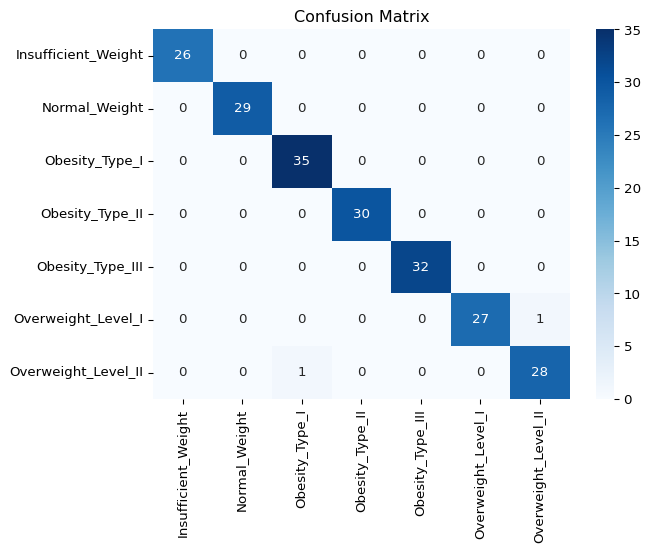 Confusion Matrix
Insufficient_Weight 26 0 0 0 0 0 0
Normal_Weight 0 29 0 0 0 0 0
Obesity_Type_I 0 0 35 0 0 0 0
Obesity_Type_II 0 0 0 30 0 0 0
Obesity_Type_III 0 0 0 0 32 0 0
Overweight_Level_I 0 0 0 0 0 27 1
Overweight_Level_II 0 0 1 0 0 0 28
Insufficient_Weight
Normal_Weight
Obesity_Type_I
Obesity_Type_II
Obesity_Type_III
Overweight_Level_I
Overweight_Level_II
35
30
25
20
15
10
5
0